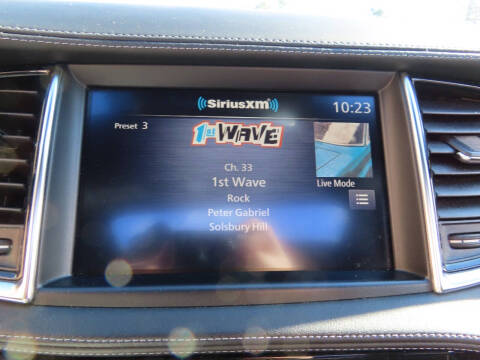 SiriusXM
10:23
Preset 3
1st WAVE
Ch. 33
1st Wave
Live Mode
Rock
Peter Gabriel
Solsbury Hill